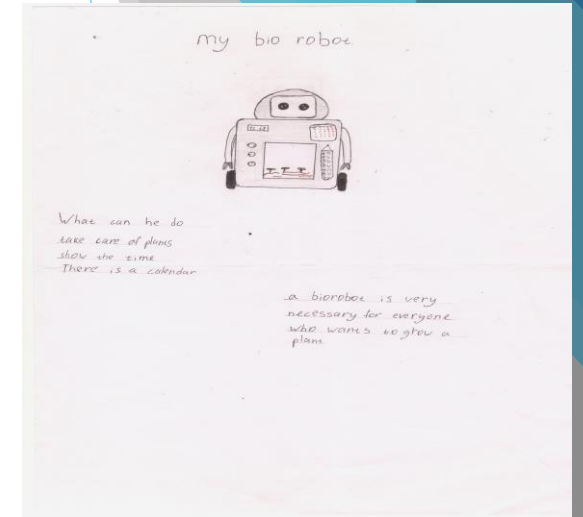 my bio robot
What can he do
take care of plants
show the time
There is a calendar
a biorobot is very
necessary for everyone
who wants to grow a
plant